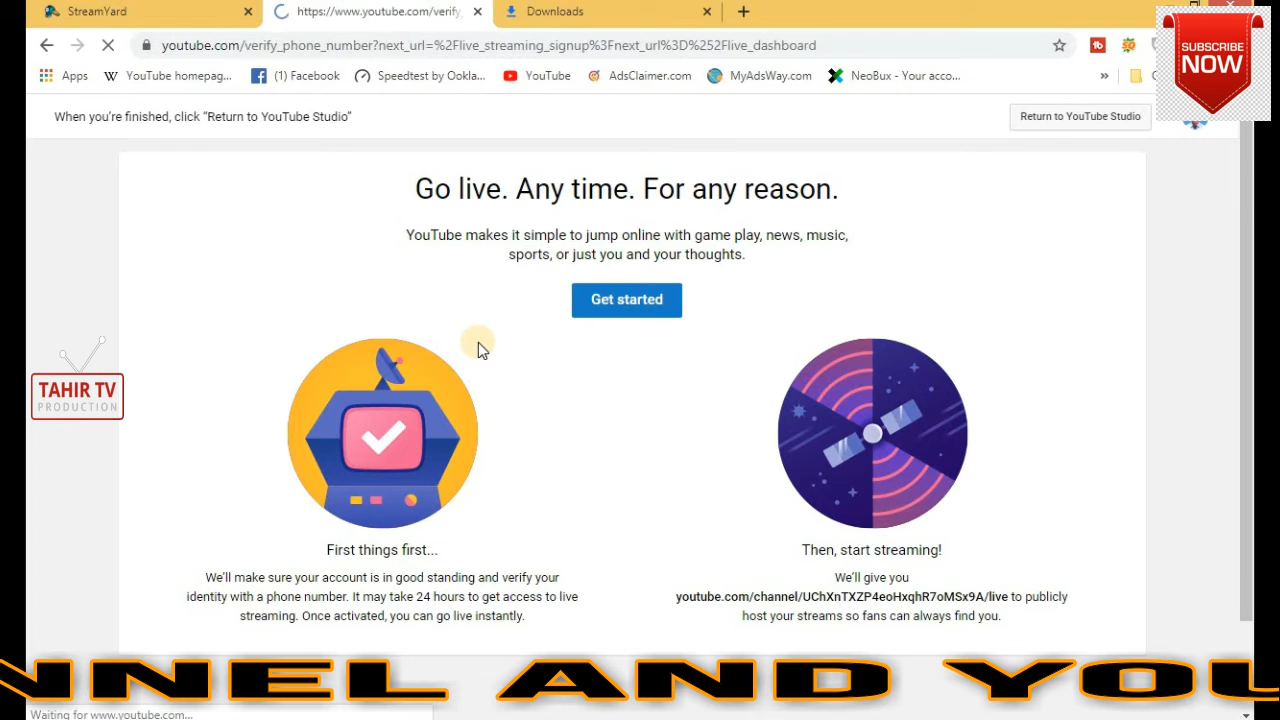 StreamYard
https://www.youtube.com/verify
Downloads
youtube.com/verify_phone_number?next_url=%2Flive_streaming_signup%3Fnext_url%3D%252Flive_dashboard
Apps
YouTube homepag...
(1) Facebook
Speedtest by Ookla...
YouTube
AdsClaimer.com
MyAdsWay.com
NeoBux - Your acco...
»
SUBSCRIBE
NOW
When you're finished, click "Return to YouTube Studio"
Return to YouTube Studio
Go live. Any time. For any reason.
YouTube makes it simple to jump online with game play, news, music,
sports, or just you and your thoughts.
Get started
TAHIR TV
PRODUCTION
First things first...
We'll make sure your account is in good standing and verify your
identity with a phone number. It may take 24 hours to get access to live
streaming. Once activated, you can go live instantly.
Then, start streaming!
We'll give you
youtube.com/channel/UChXnTXZP4eoHxqhR7oMSx9A/live to publicly
host your streams so fans can always find you.
NNEL AND YOU
Waiting for www.youtube.com...